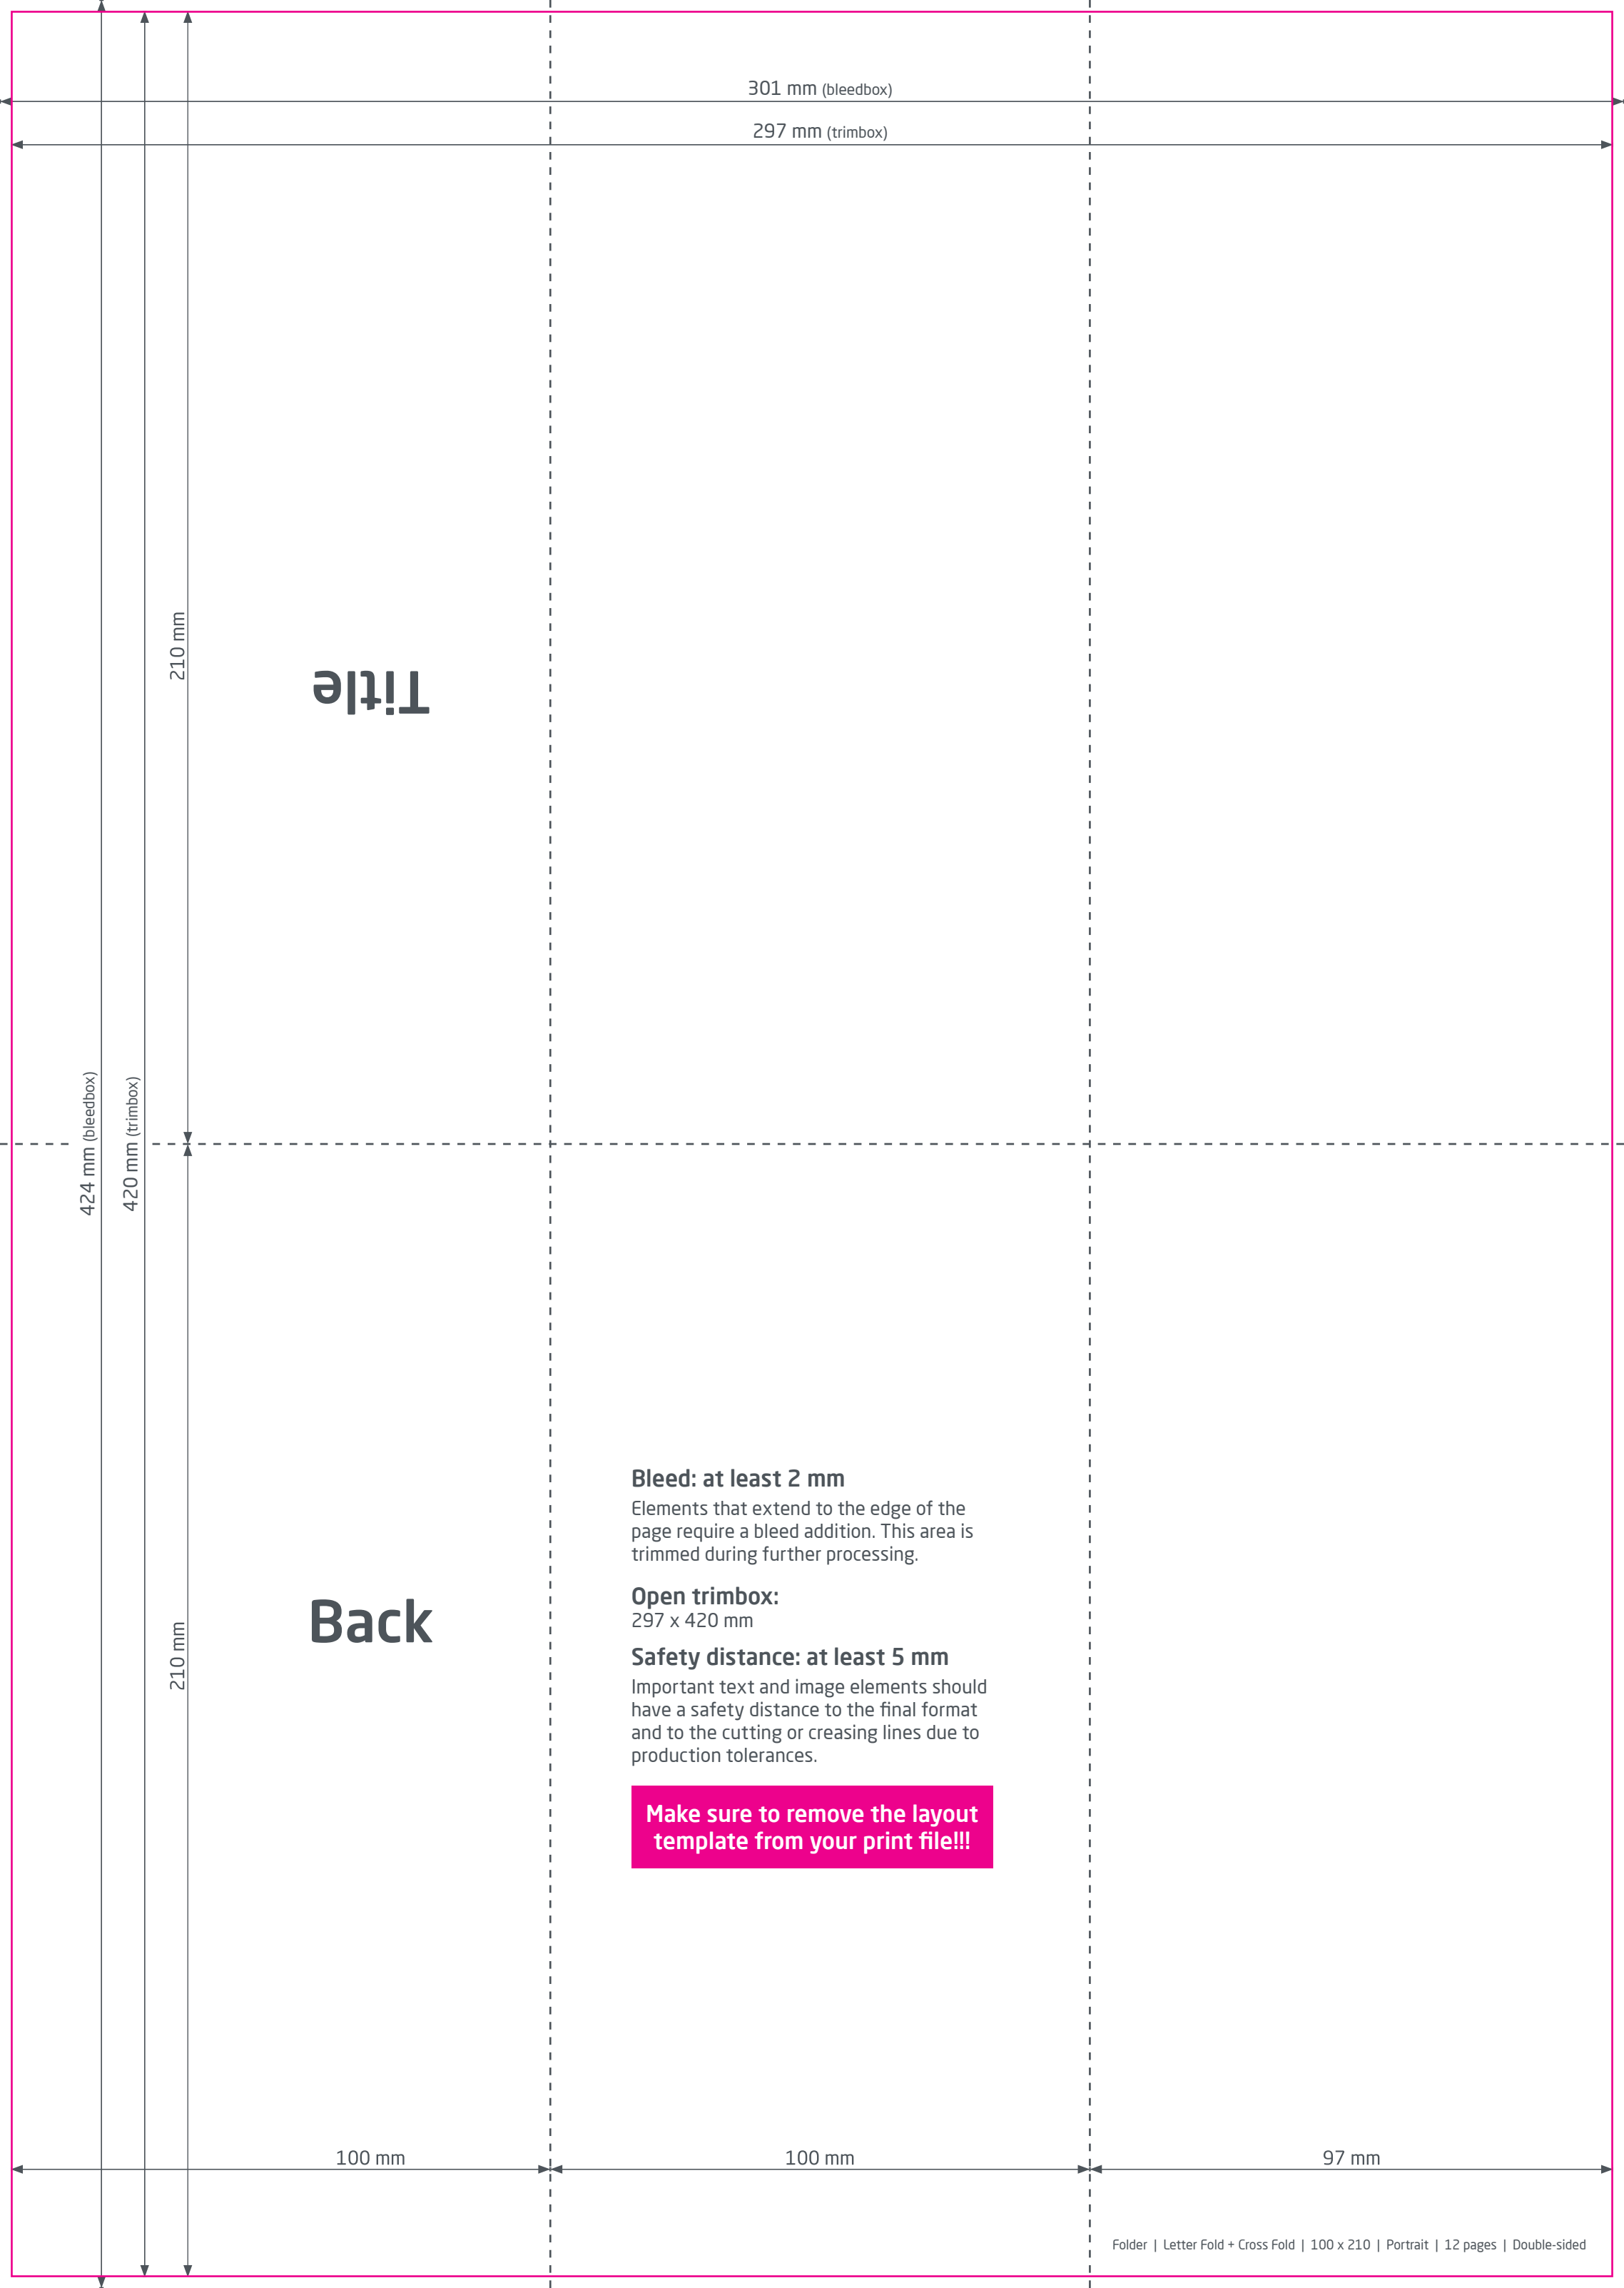 301 mm (bleedbox)
297 mm (trimbox)
210 mm
Title
424 mm (bleedbox)
420 mm (trimbox)
Bleed: at least 2 mm
Elements that extend to the edge of the
page require a bleed addition. This area is
trimmed during further processing.
Open trimbox:
297 x 420 mm
Back
210 mm
Safety distance: at least 5 mm
Important text and image elements should
have a safety distance to the final format
and to the cutting or creasing lines due to
production tolerances.
Make sure to remove the layout
template from your print file!!!
100 mm
100 mm
97 mm
Folder | Letter Fold + Cross Fold | 100 x 210 | Portrait | 12 pages | Double-sided